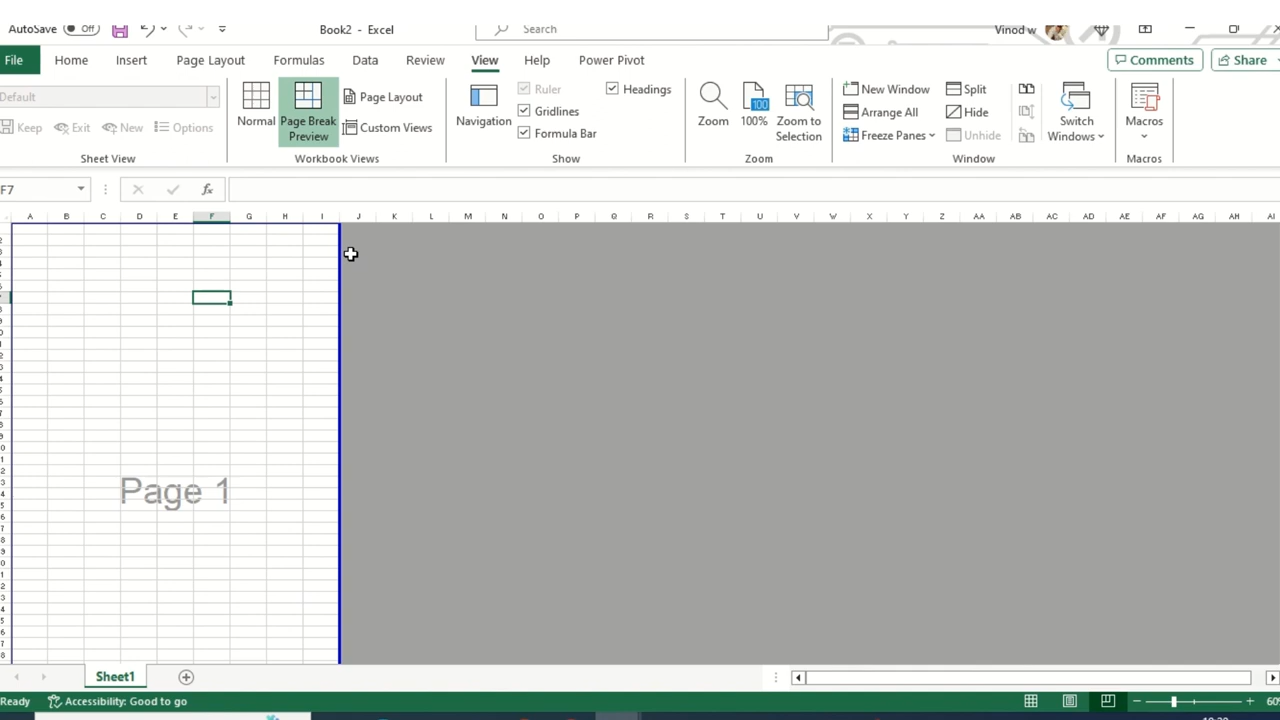 AutoSave Off Book2 - Excel Search Vinod w
File Home Insert Page Layout Formulas Data Review View Help Power Pivot Comments Share
Default
Keep Exit New Options
Sheet View
Normal
Page Break Preview
Page Layout
Custom Views
Workbook Views
Navigation
Ruler
Gridlines
Formula Bar
Headings
Show
Zoom
100
100%
Zoom to Selection
Zoom
New Window
Arrange All
Freeze Panes
Split
Hide
Unhide
Window
Switch Windows
Macros
Macros
F7 fx
A B C D E F G H I J K L M N O P Q R S T U V W X Y Z AA AB AC AD AE AF AG AH AI
Page 1
Sheet1
Ready Accessibility: Good to go